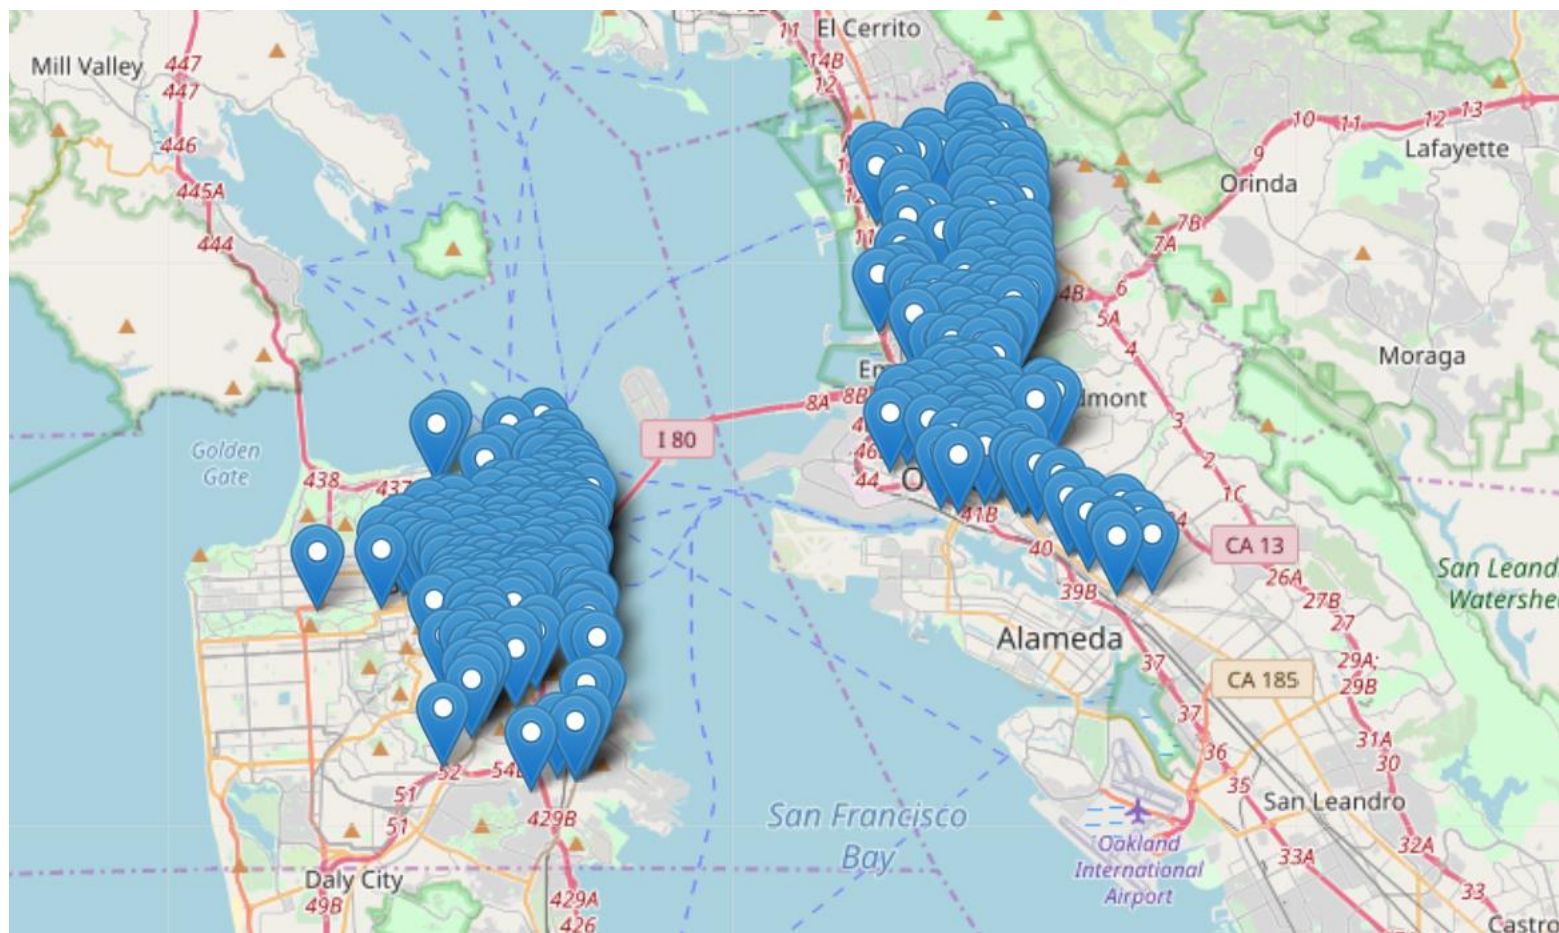 El Cerrito
11
14B
12
Mill Valley
447
447
446
445A
444
10
11
12
13
9
Lafayette
Orinda
7B
7A
6
5A
4B
4
Moraga
3
dmont
8A
8B
I 80
Golden
Gate
438
437
44
2
1C
41B
40
CA 13
26A
27B
27
39B
San Leand
Watershe
Alameda
37
29A;
29B
CA 185
37
36
35
31A
30
52
51
51
429B
San Francisco
Bay
San Leandro
Oakland
International
Airport
32A
33A
33
Daly City
49B
429A
426
Castro